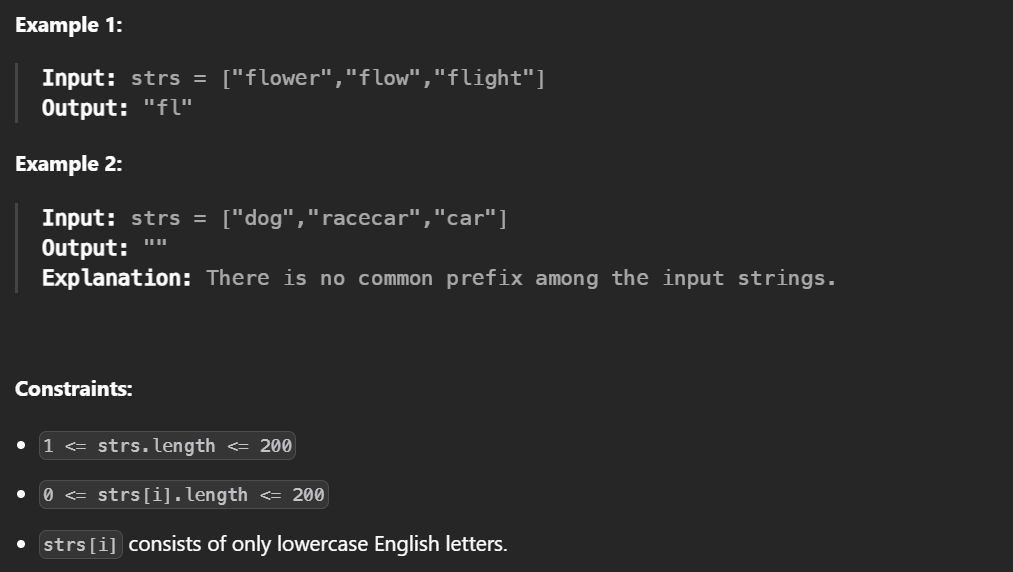 Example 1:
Input: strs = ["flower","flow","flight"]
Output: "fl"
Example 2:
Input: strs = ["dog","racecar","car"]
Output: ""
Explanation: There is no common prefix among the input strings.
Constraints:
• 1 <= strs.length <= 200
• 0 <= strs[i].length <= 200
• strs[i] consists of only lowercase English letters.